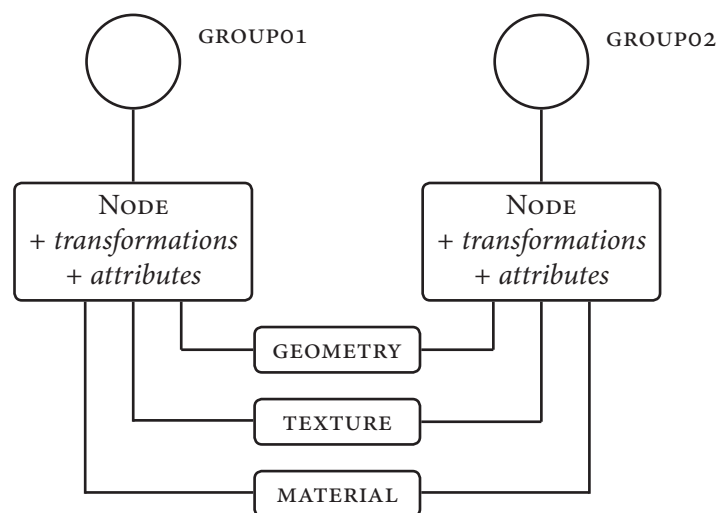 GROUP01
GROUP02
NODE
+ transformations
+ attributes
NODE
+ transformations
+ attributes
GEOMETRY
TEXTURE
MATERIAL